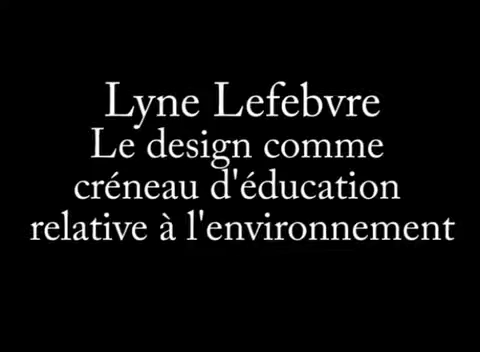 Lyne Lefebvre
Le design comme
créneau d'éducation
relative à l'environnement